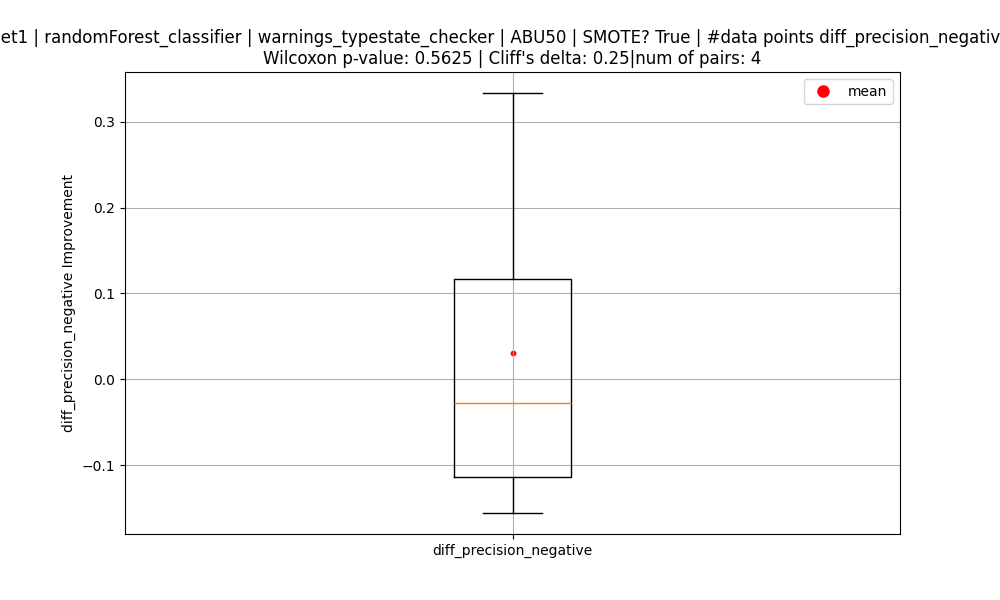 et1 | randomForest_classifier | warnings_typestate_checker | ABU50 | SMOTE? True | #data points diff_precision_negativ
Wilcoxon p-value: 0.5625 | Cliff's delta: 0.25|num of pairs: 4
mean
0.3
0.2
0.1
0.0
−0.1
diff_precision_negative Improvement
diff_precision_negative